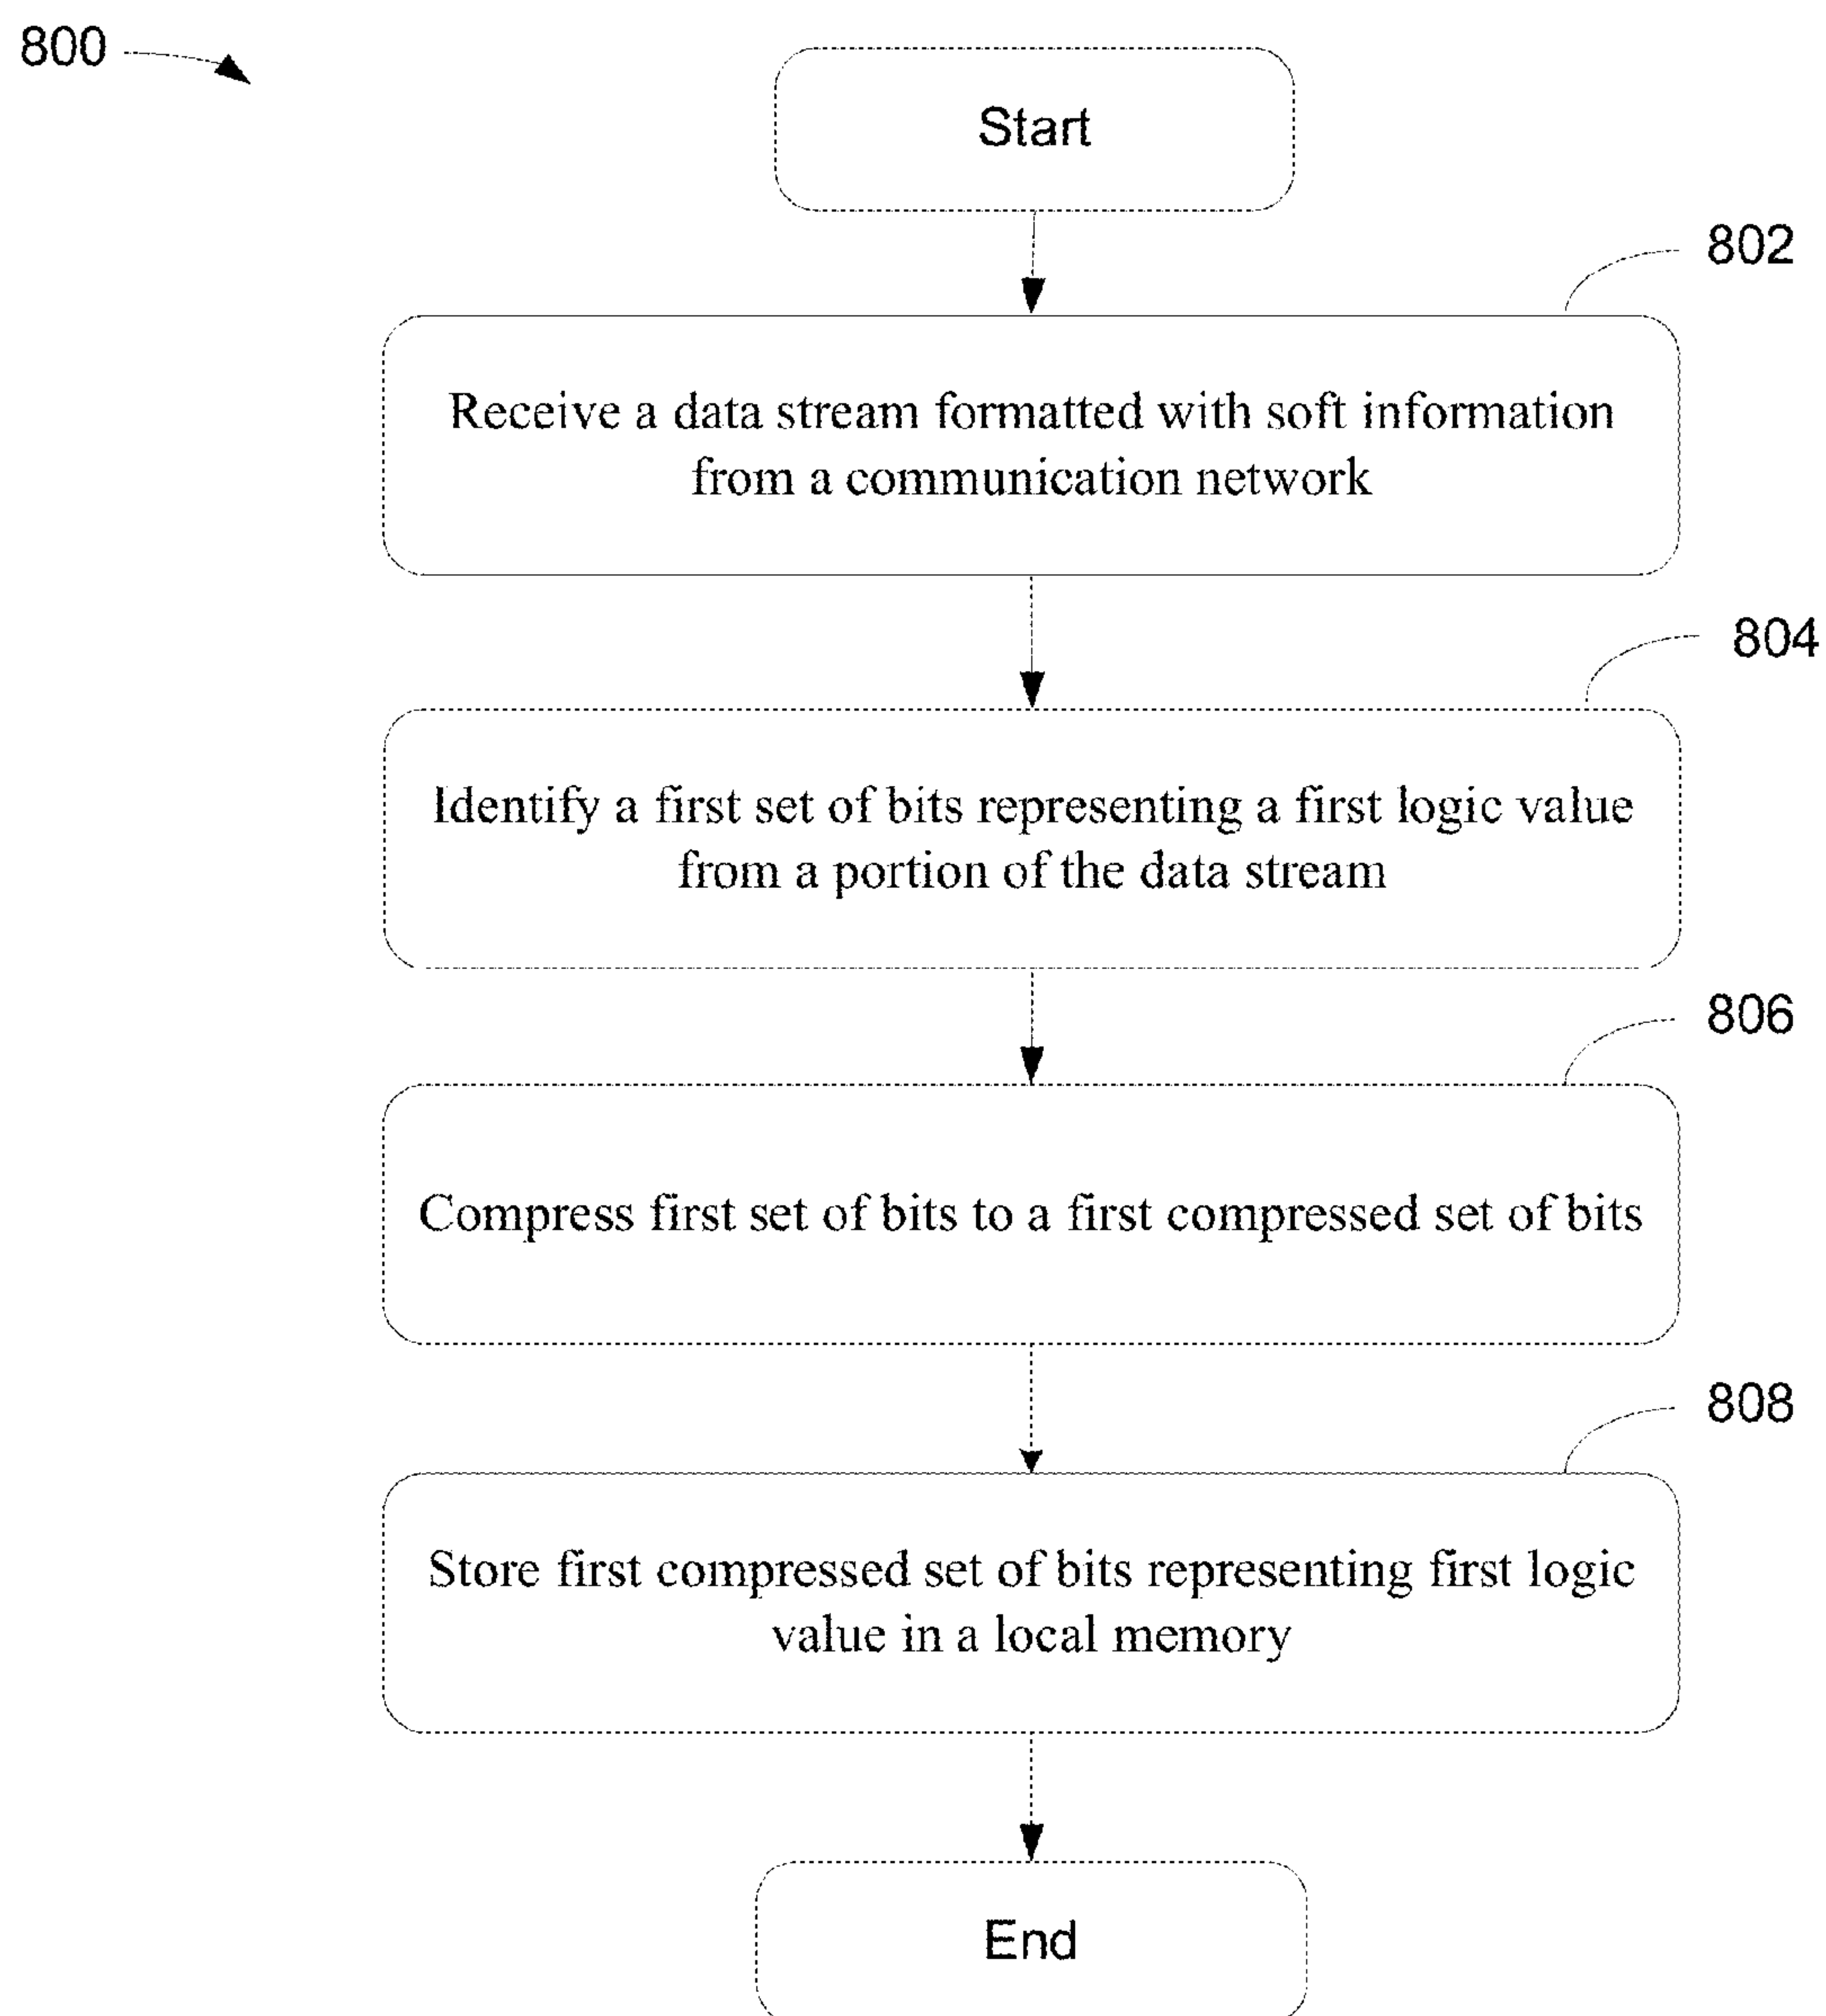 800
Start
802
Receive a data stream formatted with soft information
from a communication network
804
Identify a first set of bits representing a first logic value
from a portion of the data stream
806
Compress first set of bits to a first compressed set of bits
808
Store first compressed set of bits representing first logic
value in a local memory
End